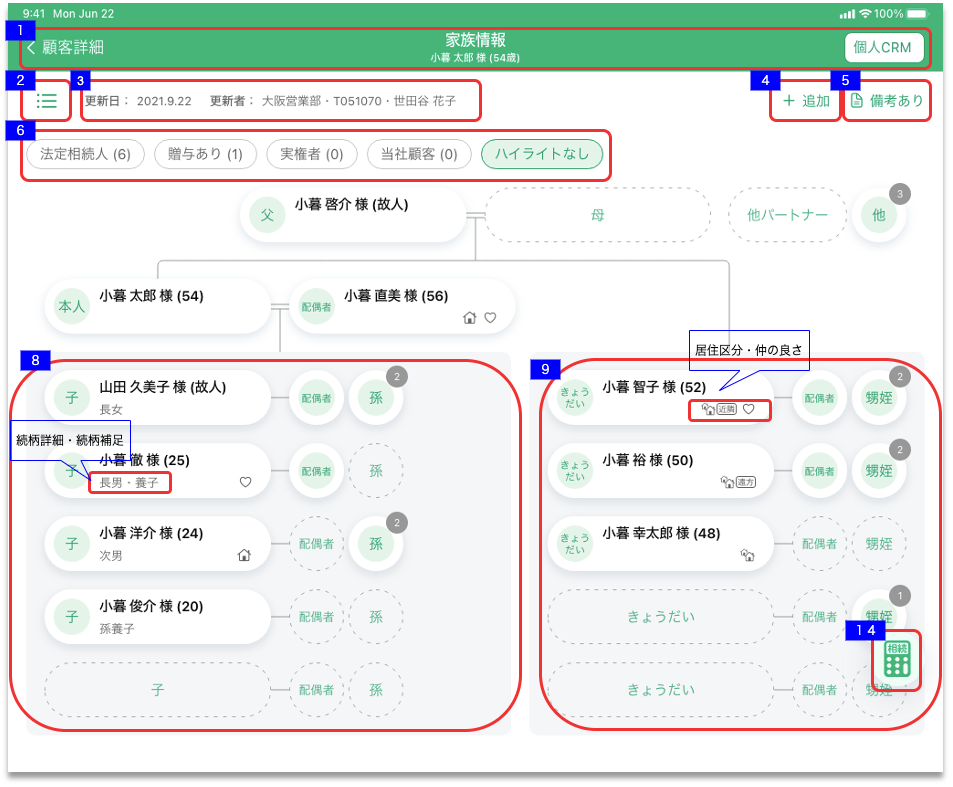 9:41 Mon Jun 22
100%
1
顧客詳細
家族情報
小暮 太郎 様 (54歳)
個人CRM
2
3
更新日： 2021.9.22 更新者： 大阪営業部・T051070・世田谷 花子
4
追加
5
備考あり
6
法定相続人 (6)
贈与あり (1)
実権者 (0)
当社顧客 (0)
ハイライトなし
父
小暮 啓介 様 (故人)
母
他パートナー
他
3
本人
小暮 太郎 様 (54)
配偶者
小暮 直美 様 (56)
8
子
山田 久美子 様 (故人)
長女
配偶者
孫
2
続柄詳細・続柄補足
子
小暮 徹 様 (25)
長男・養子
配偶者
孫
子
小暮 洋介 様 (24)
次男
配偶者
孫
2
子
小暮 俊介 様 (20)
孫養子
配偶者
孫
子
配偶者
孫
居住区分・仲の良さ
9
きょう
だい
小暮 智子 様 (52)
近隣
配偶者
甥姪
2
きょう
だい
小暮 裕 様 (50)
遠方
配偶者
甥姪
2
きょう
だい
小暮 幸太郎 様 (48)
配偶者
甥姪
きょうだい
配偶者
甥姪
1
14
相続
きょうだい
配偶者
甥姪